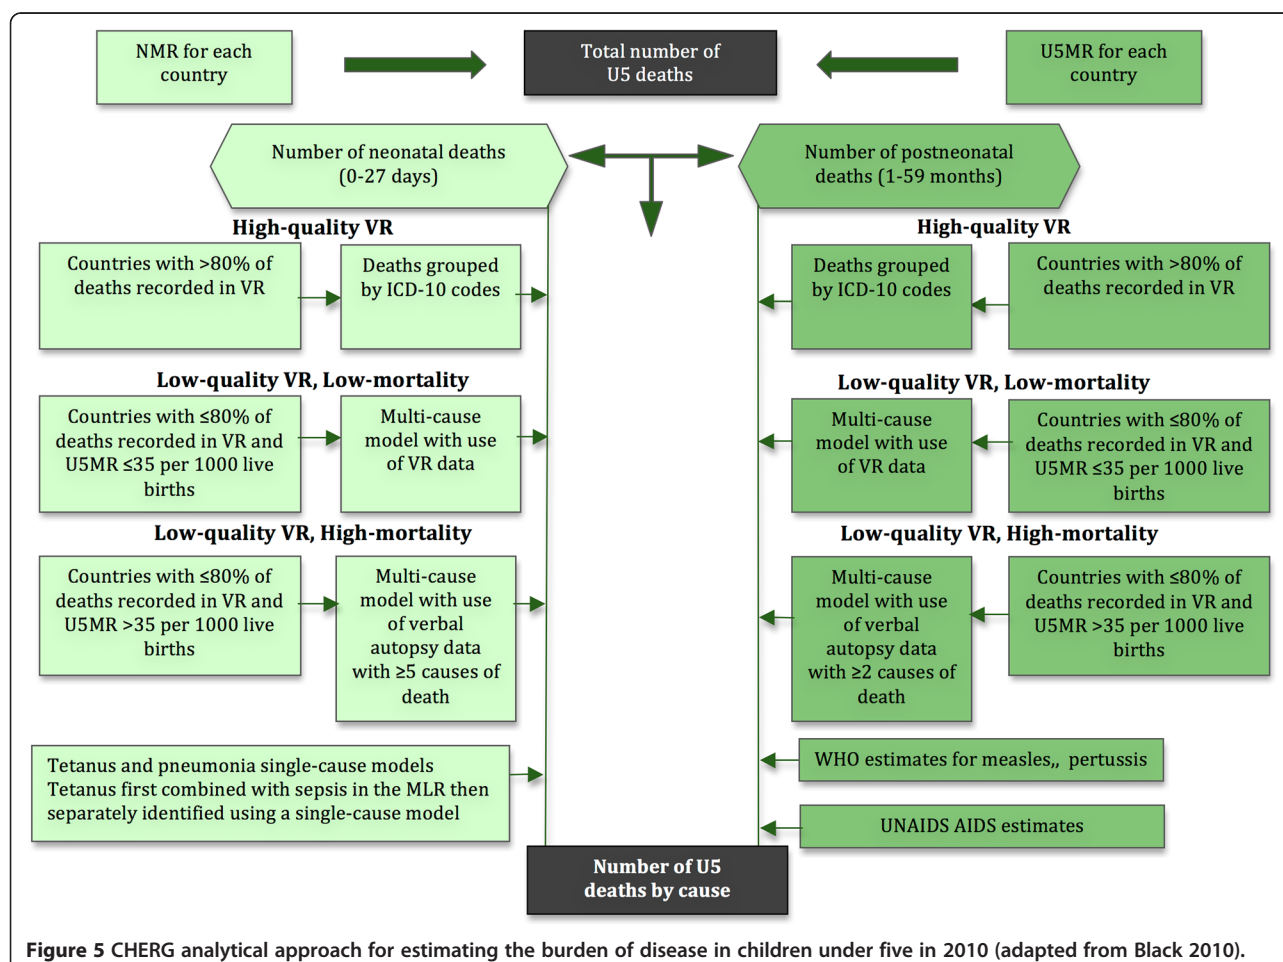 NMR for each
country
Total number of
U5 deaths
U5MR for each
country
Number of neonatal deaths
(0-27 days)
Number of postneonatal
deaths (1-59 months)
High-quality VR
Countries with >80% of
deaths recorded in VR
Deaths grouped
by ICD-10 codes
High-quality VR
Deaths grouped
by ICD-10 codes
Countries with >80% of
deaths recorded in VR
Low-quality VR, Low-mortality
Countries with ≤80% of
deaths recorded in VR and
U5MR ≤35 per 1000 live
births
Multi-cause
model with use
of VR data
Low-quality VR, Low-mortality
Multi-cause
model with use
of VR data
Countries with ≤80% of
deaths recorded in VR and
U5MR ≤35 per 1000 live
births
Low-quality VR, High-mortality
Countries with ≤80% of
deaths recorded in VR and
U5MR >35 per 1000 live
births
Multi-cause
model with use
of verbal
autopsy data
with ≥5 causes of
death
Low-quality VR, High-mortality
Multi-cause
model with use
of verbal
autopsy data
with ≥2 causes of
death
Countries with ≤80% of
deaths recorded in VR and
U5MR >35 per 1000 live
births
Tetanus and pneumonia single-cause models
Tetanus first combined with sepsis in the MLR then
separately identified using a single-cause model
WHO estimates for measles,, pertussis
UNAIDS AIDS estimates
Number of U5
deaths by cause
Figure 5 CHERG analytical approach for estimating the burden of disease in children under five in 2010 (adapted from Black 2010).